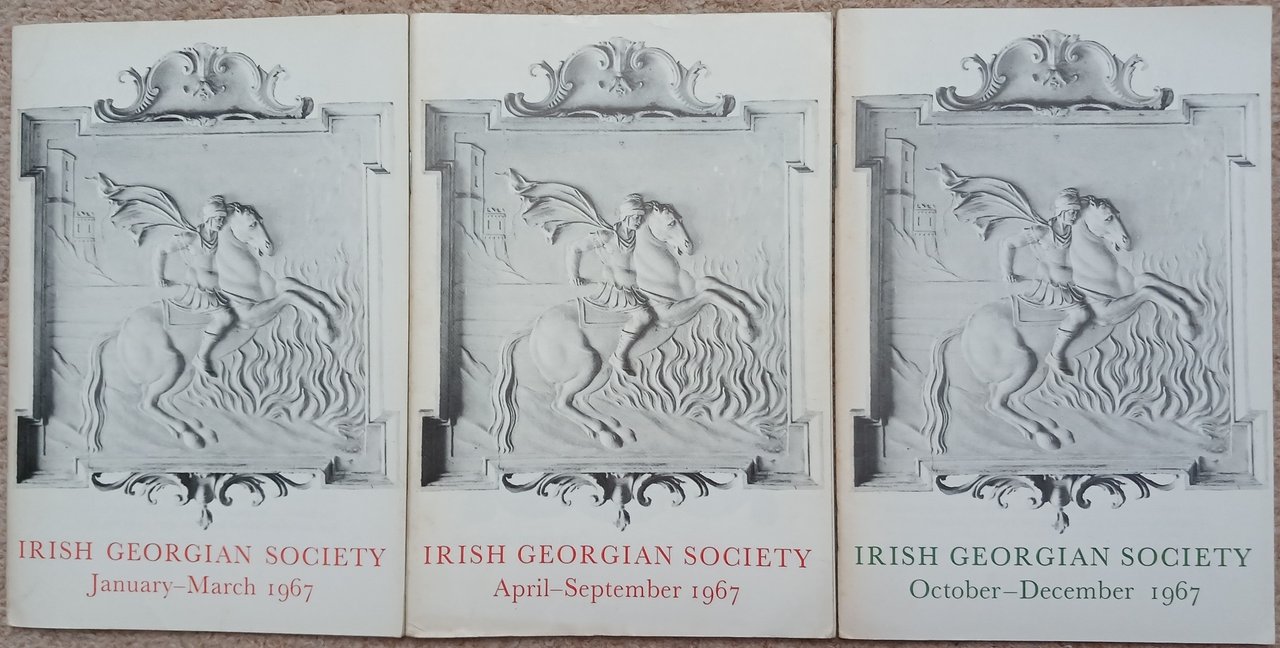 IRISH GEORGIAN SOCIETY
January–March 1967
IRISH GEORGIAN SOCIETY
April–September 1967
IRISH GEORGIAN SOCIETY
October–December 1967